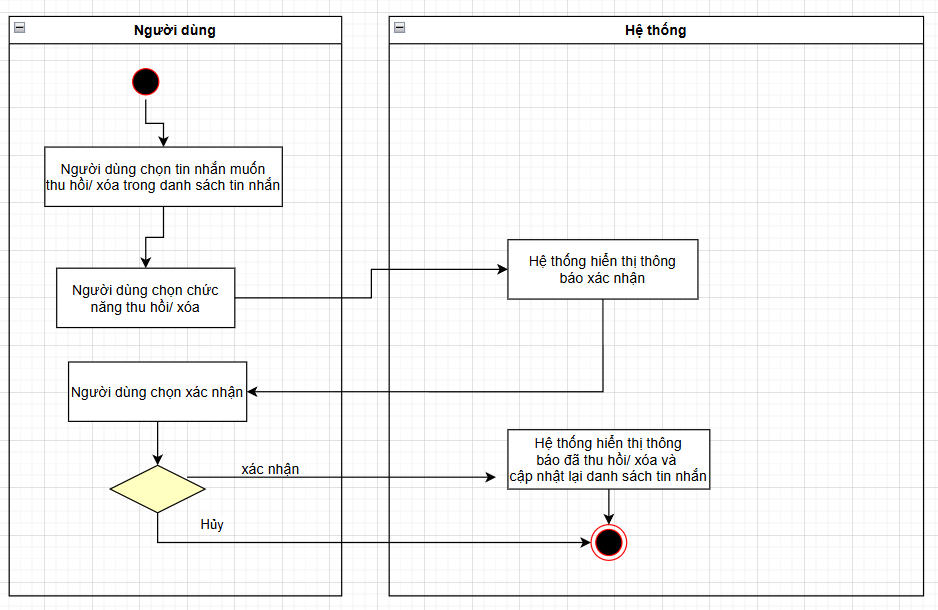 Người dùng
Hệ thống
Người dùng chọn tin nhắn muốn
thu hồi/ xóa trong danh sách tin nhắn
Hệ thống hiển thị thông
báo xác nhận
Người dùng chọn chức
năng thu hồi/ xóa
Người dùng chọn xác nhận
Hệ thống hiển thị thông
báo đã thu hồi/ xóa và
cập nhật lại danh sách tin nhắn
xác nhận
Hủy